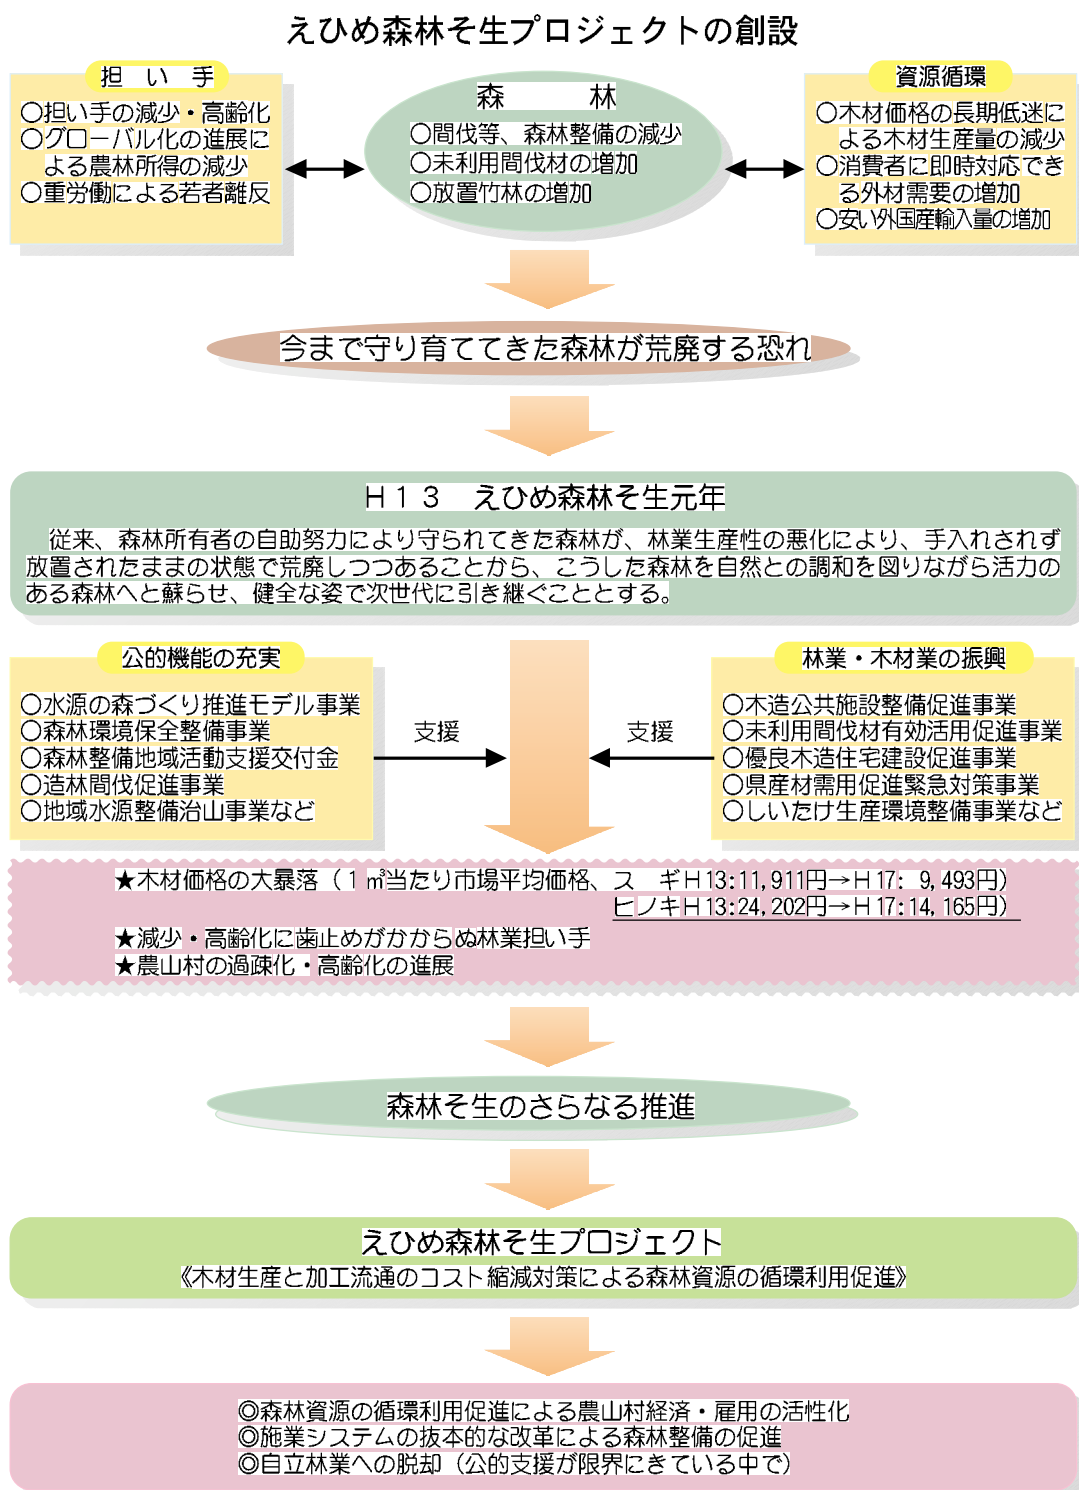 えひめ森林そ生プロジェクトの創設
担　い　手
○担い手の減少・高齢化
○グローバル化の進展に
よる農林所得の減少
○重労働による若者離反
森　　　林
○間伐等、森林整備の減少
○未利用間伐材の増加
○放置竹林の増加
資源循環
○木材価格の長期低迷に
よる木材生産量の減少
○消費者に即時対応でき
る外材需要の増加
○安い外国産輸入量の増加
今まで守り育ててきた森林が荒廃する恐れ
Ｈ１３　えひめ森林そ生元年
従来、森林所有者の自助努力により守られてきた森林が、林業生産性の悪化により、手入れされず
放置されたままの状態で荒廃しつつあることから、こうした森林を自然との調和を図りながら活力の
ある森林へと蘇らせ、健全な姿で次世代に引き継ぐこととする。
公的機能の充実
○水源の森づくり推進モデル事業
○森林環境保全整備事業
○森林整備地域活動支援交付金
○造林間伐促進事業
○地域水源整備治山事業など
支援
支援
林業・木材業の振興
○木造公共施設整備促進事業
○未利用間伐材有効活用促進事業
○優良木造住宅建設促進事業
○県産材需用促進緊急対策事業
○しいたけ生産環境整備事業など
★木材価格の大暴落（１㎥当たり市場平均価格、ス　ギＨ13:11,911円→Ｈ17: 9,493円）
ヒノキＨ13:24,202円→Ｈ17:14,165円）
★減少・高齢化に歯止めがかからぬ林業担い手
★農山村の過疎化・高齢化の進展
森林そ生のさらなる推進
えひめ森林そ生プロジェクト
《木材生産と加工流通のコスト縮減対策による森林資源の循環利用促進》
◎森林資源の循環利用促進による農山村経済・雇用の活性化
◎施業システムの抜本的な改革による森林整備の促進
◎自立林業への脱却（公的支援が限界にきている中で）